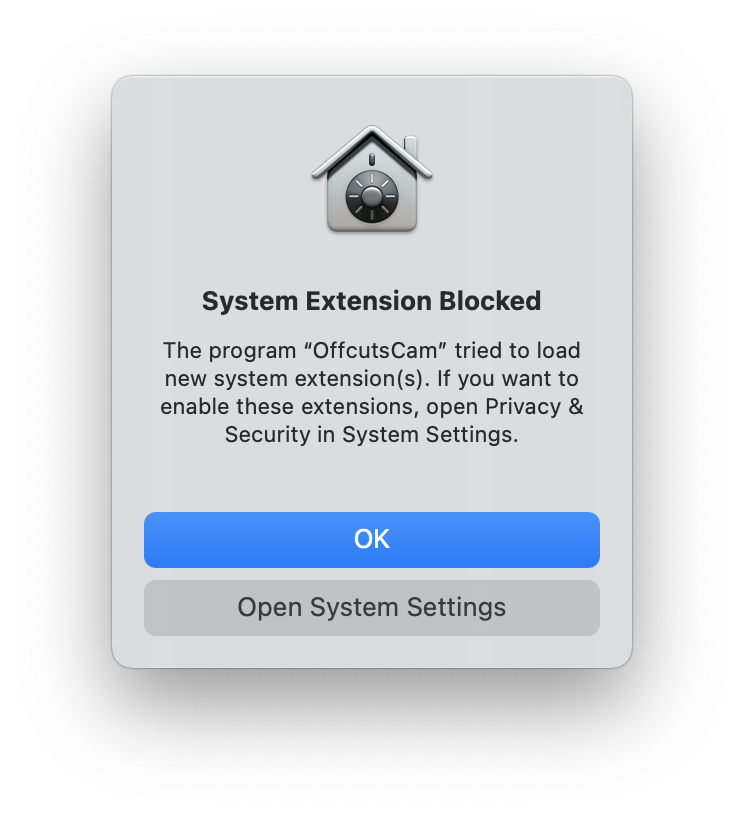 System Extension Blocked
The program “OffcutsCam” tried to load
new system extension(s). If you want to
enable these extensions, open Privacy &
Security in System Settings.
OK
Open System Settings